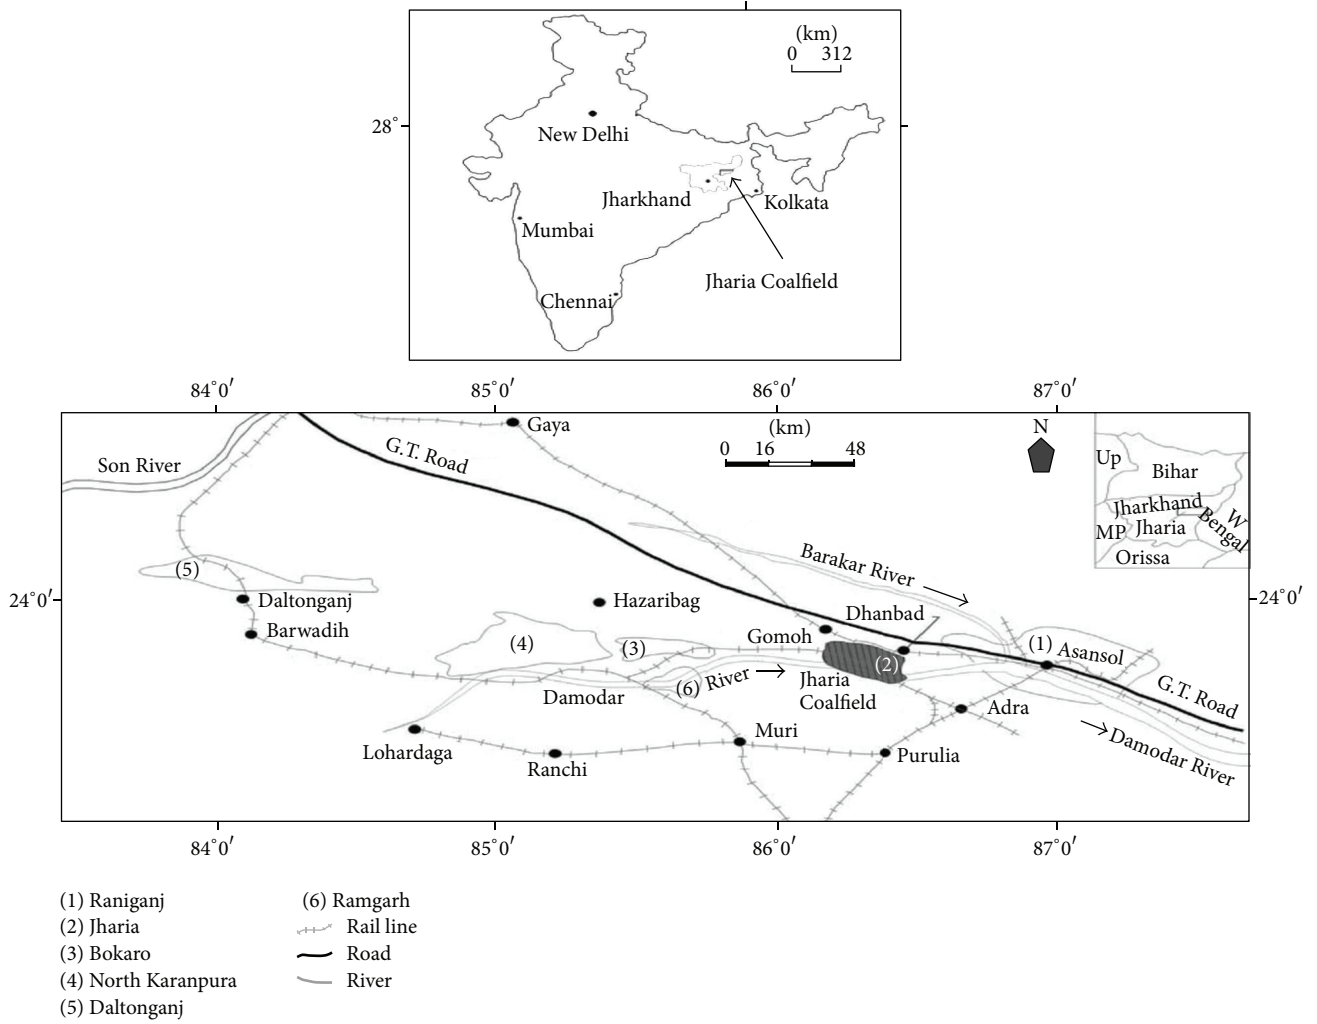 (km)
0 312
28°
New Delhi
Jharkhand
Kolkata
Mumbai
Jharia Coalfield
Chennai
84°0′ 85°0′ 86°0′ 87°0′
Gaya
(km)
0 16 48
N
G.T. Road
Son River
Up
Bihar
Jharkhand
W
Bengal
MP
Jharia
Orissa
Barakar River
(5)
24°0′
24°0′
Daltonganj
Hazaribag
Dhanbad
Barwadih
Gomoh
(4)
(3)
(2)
(1)
Asansol
Damodar
(6)
River
Jharia
Coalfield
G.T. Road
Adra
Lohardaga
Ranchi
Muri
Purulia
Damodar River
84°0′ 85°0′ 86°0′ 87°0′
(1) Raniganj
(2) Jharia
(3) Bokaro
(4) North Karanpura
(5) Daltonganj
(6) Ramgarh
Rail line
Road
River